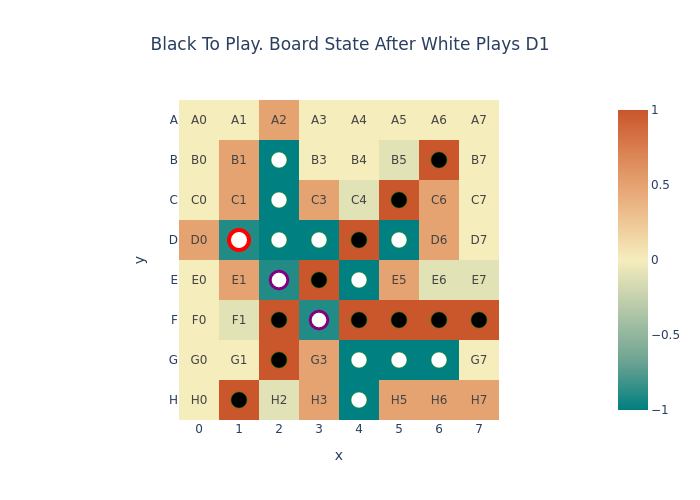 Black To Play. Board State After White Plays D1
A A0 A1 A2 A3 A4 A5 A6 A7
B B0 B1 B3 B4 B5 B7
C C0 C1 C3 C4 C6 C7
D D0 D6 D7
E E0 E1 E5 E6 E7
F F0 F1
G G0 G1 G3 G7
H H0 H2 H3 H5 H6 H7
0 1 2 3 4 5 6 7
x
y
1
0.5
0
−0.5
−1